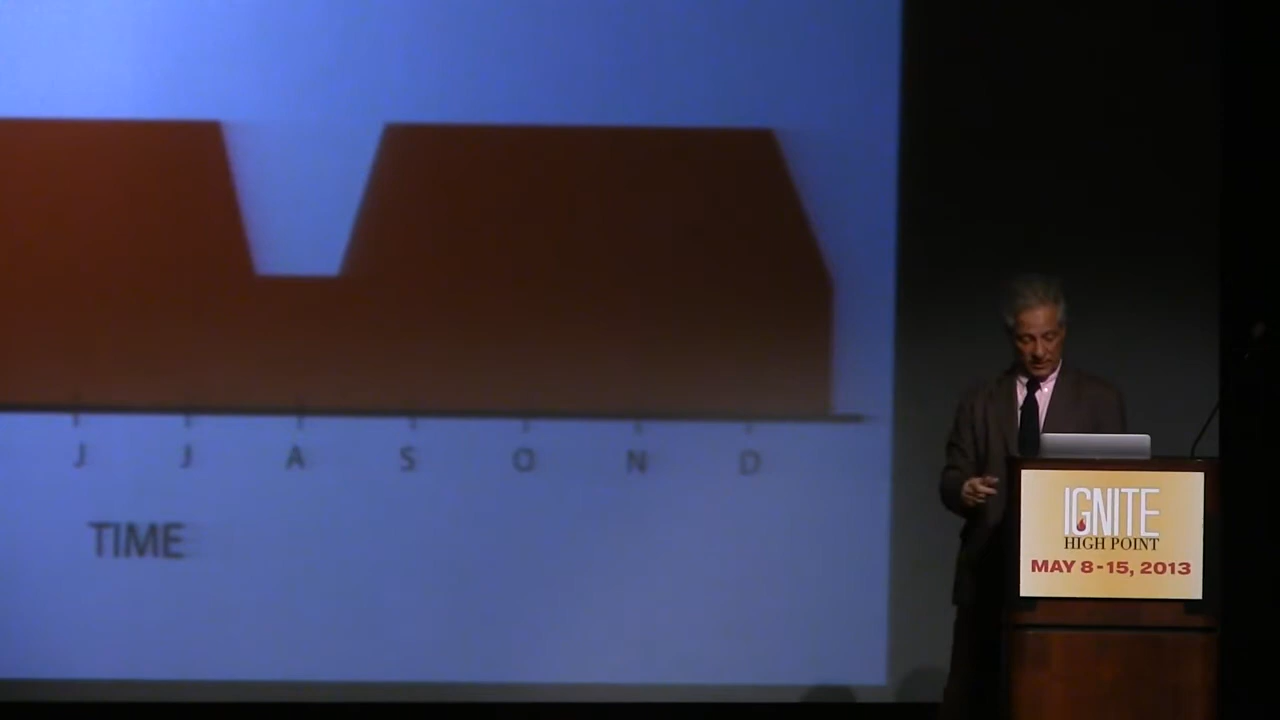 J J A S O N D
TIME
IGNITE
HIGH POINT
MAY 8-15, 2013